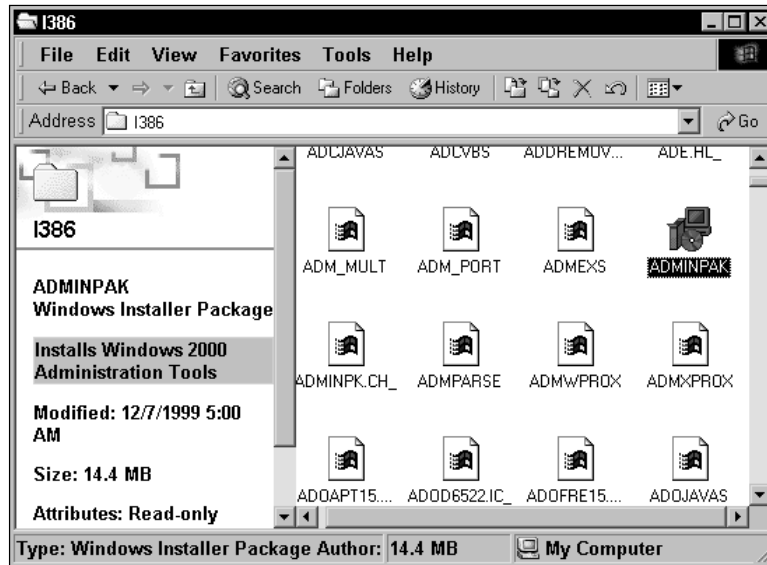 I386
File Edit View Favorites Tools Help
Back Search Folders History
Address I386 Go
I386
ADMINPAK
Windows Installer Package
Installs Windows 2000
Administration Tools
Modified: 12/7/1999 5:00
AM
Size: 14.4 MB
Attributes: Read-only
ADCJAVAS ADCVBS ADDREMOV... ADE.HL_
ADM_MULT ADM_PORT ADMEXS ADMINPAK
ADMINPK.CH_ ADMPARSE ADMWPROX ADMXPROX
ADOAPT15.... ADOD6522.IC_ ADOFRE15.... ADOJAVAS
Type: Windows Installer Package Author: 14.4 MB My Computer